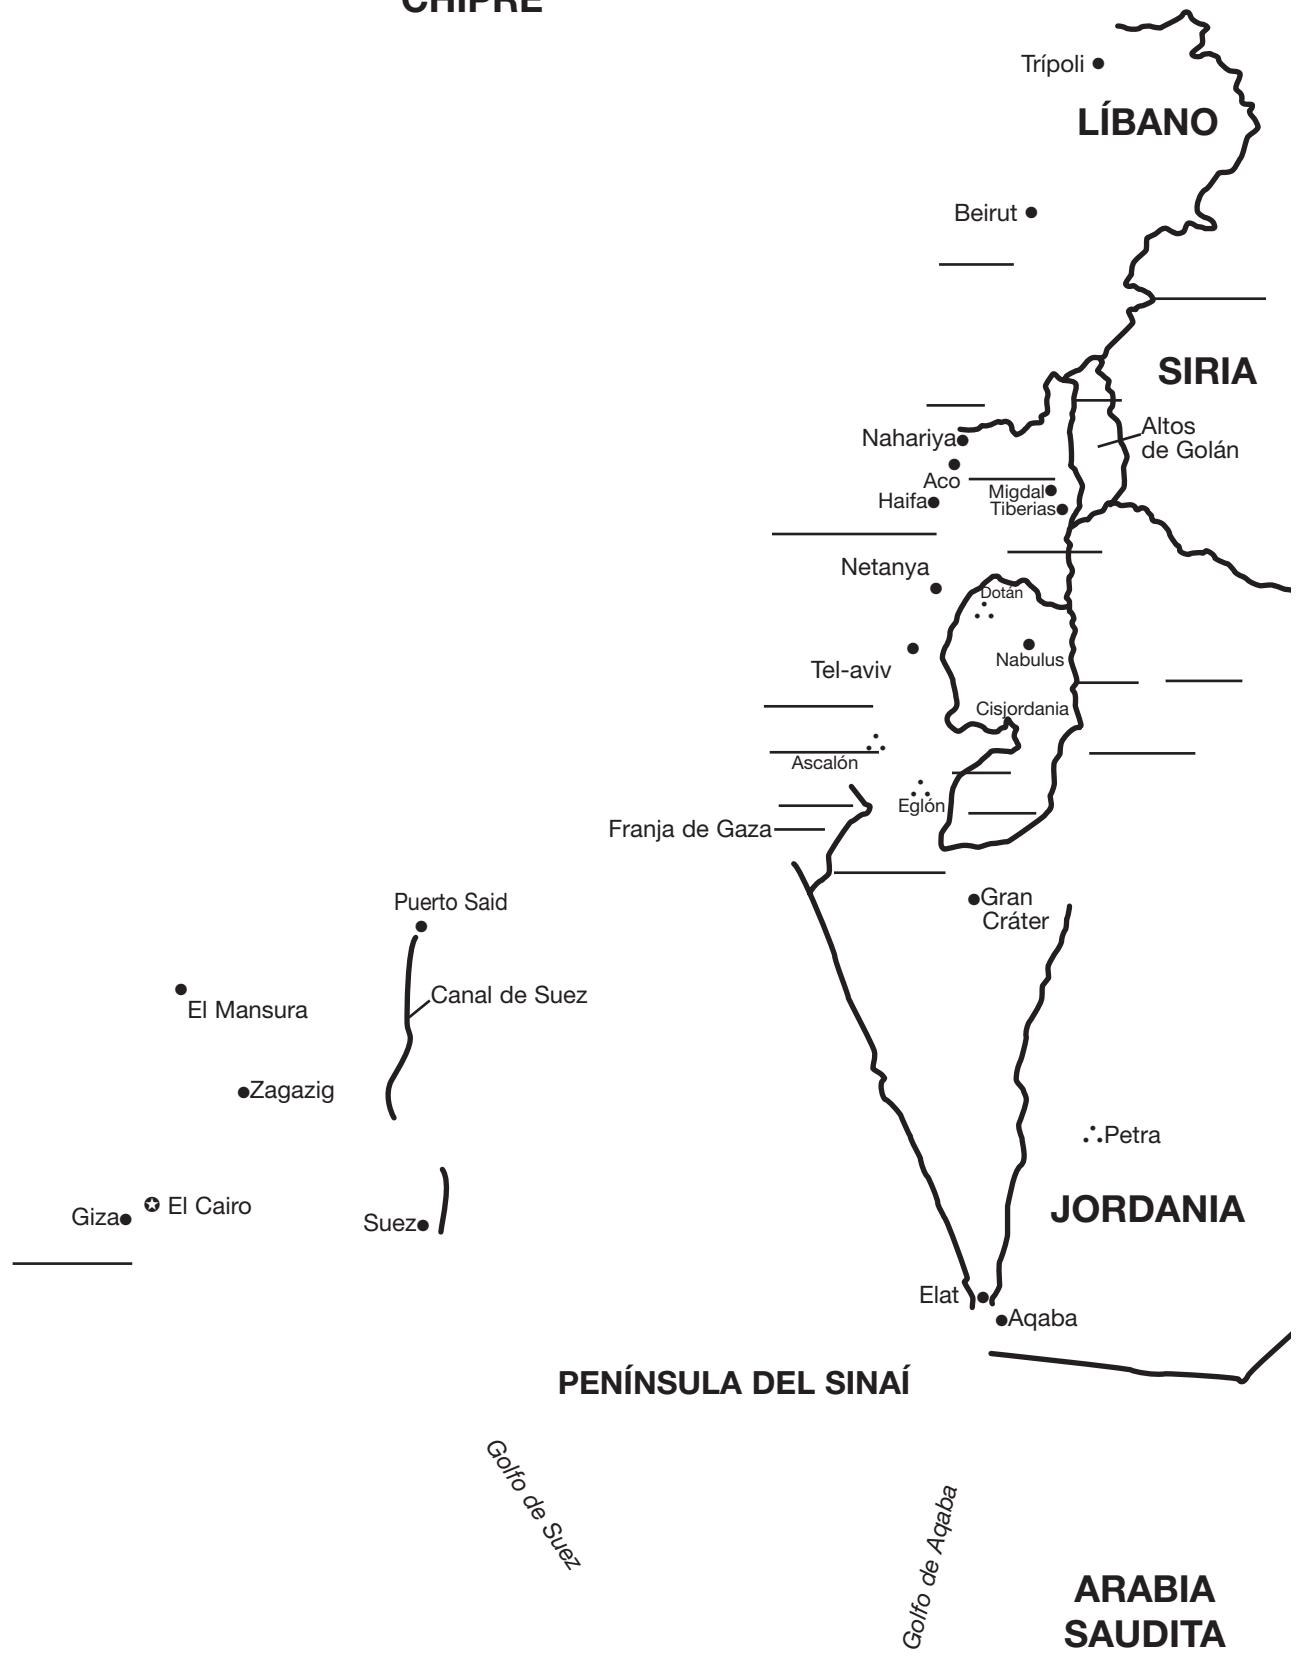 CHIPRE
Trípoli
LÍBANO
Beirut
SIRIA
Altos
de Golán
Nahariya
Aco
Migdal
Haifa
Tiberias
Netanya
Dotán
Nabulus
Tel-aviv
Cisjordania
Ascalón
Eglón
Franja de Gaza
Gran
Cráter
Puerto Said
Canal de Suez
El Mansura
Zagazig
Petra
El Cairo
Giza
Suez
JORDANIA
Elat
Aqaba
PENÍNSULA DEL SINAÍ
Golfo de Suez
Golfo de Aqaba
ARABIA
SAUDITA